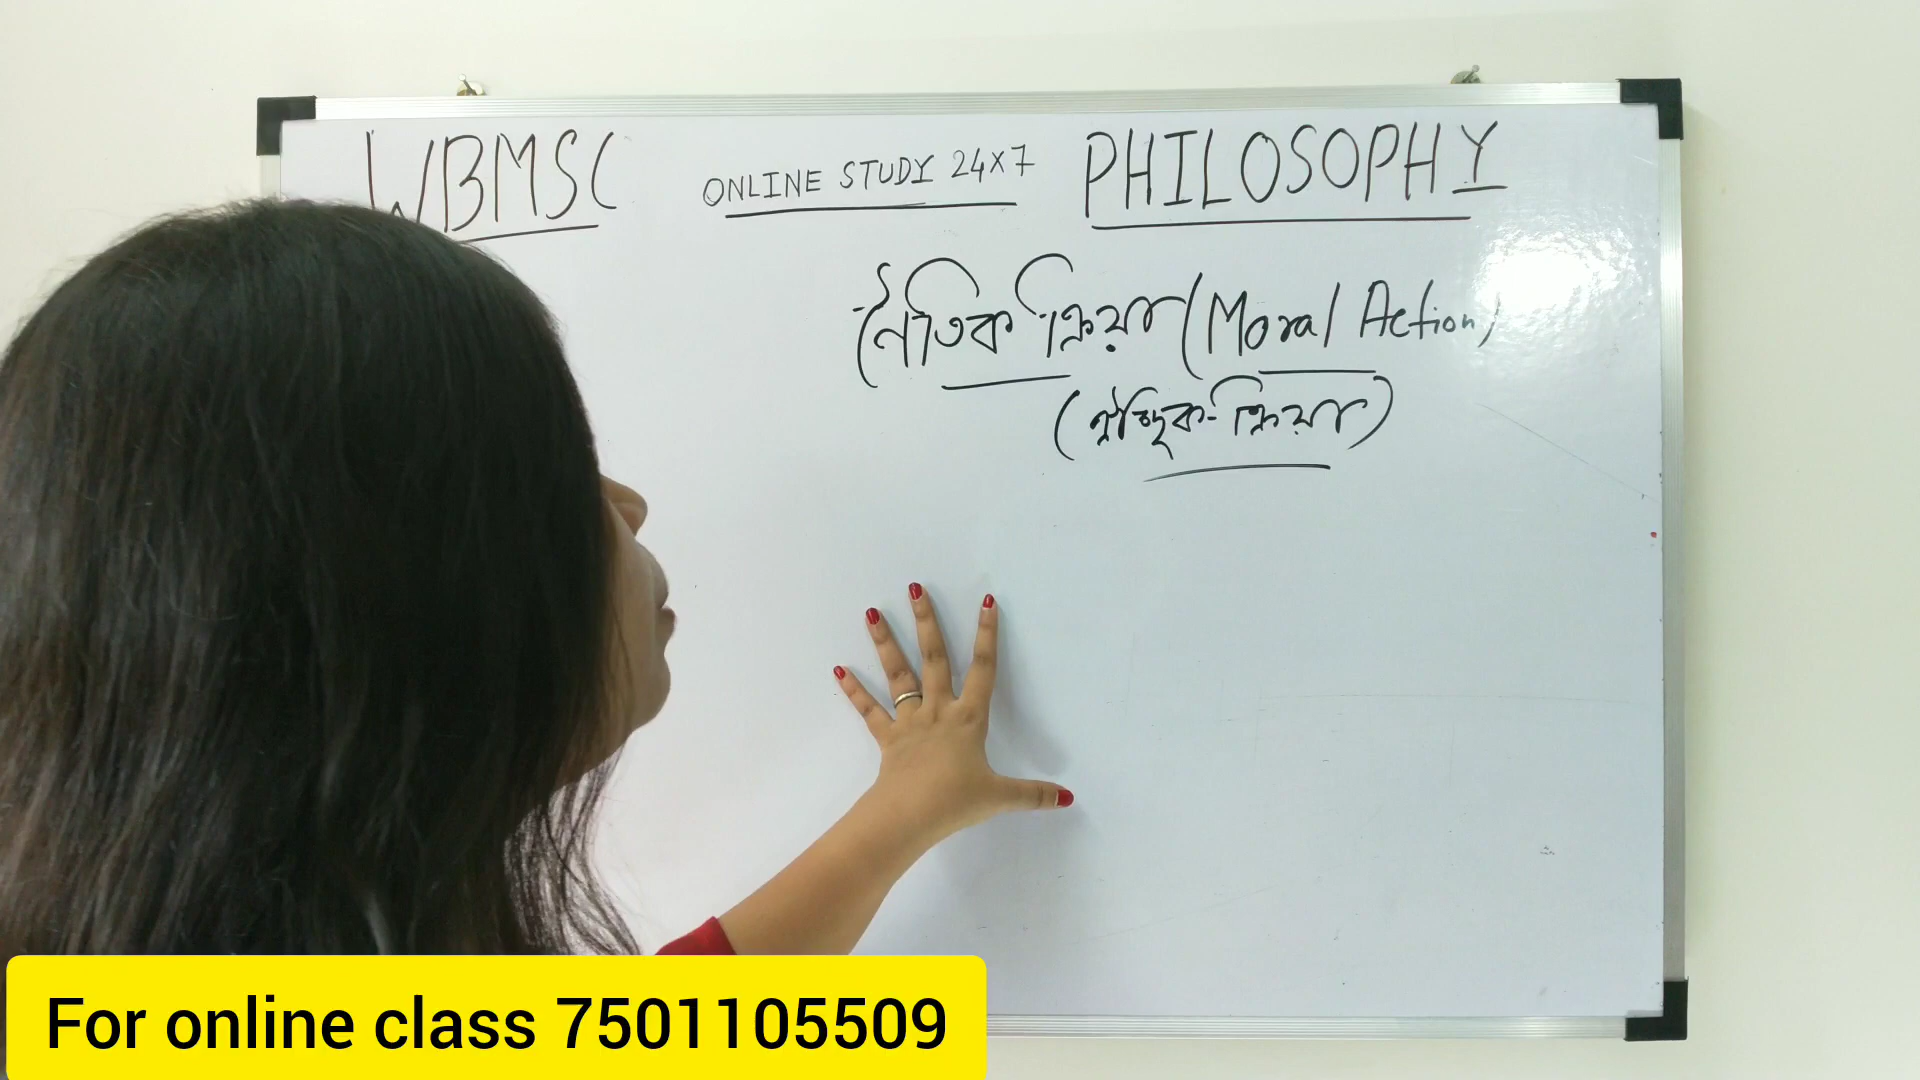 WBMSC ONLINE STUDY 24x7 PHILOSOPHY
নৈতিক ক্রিয়া (Moral Action)
(ঐচ্ছিক ক্রিয়া)
For online class 7501105509